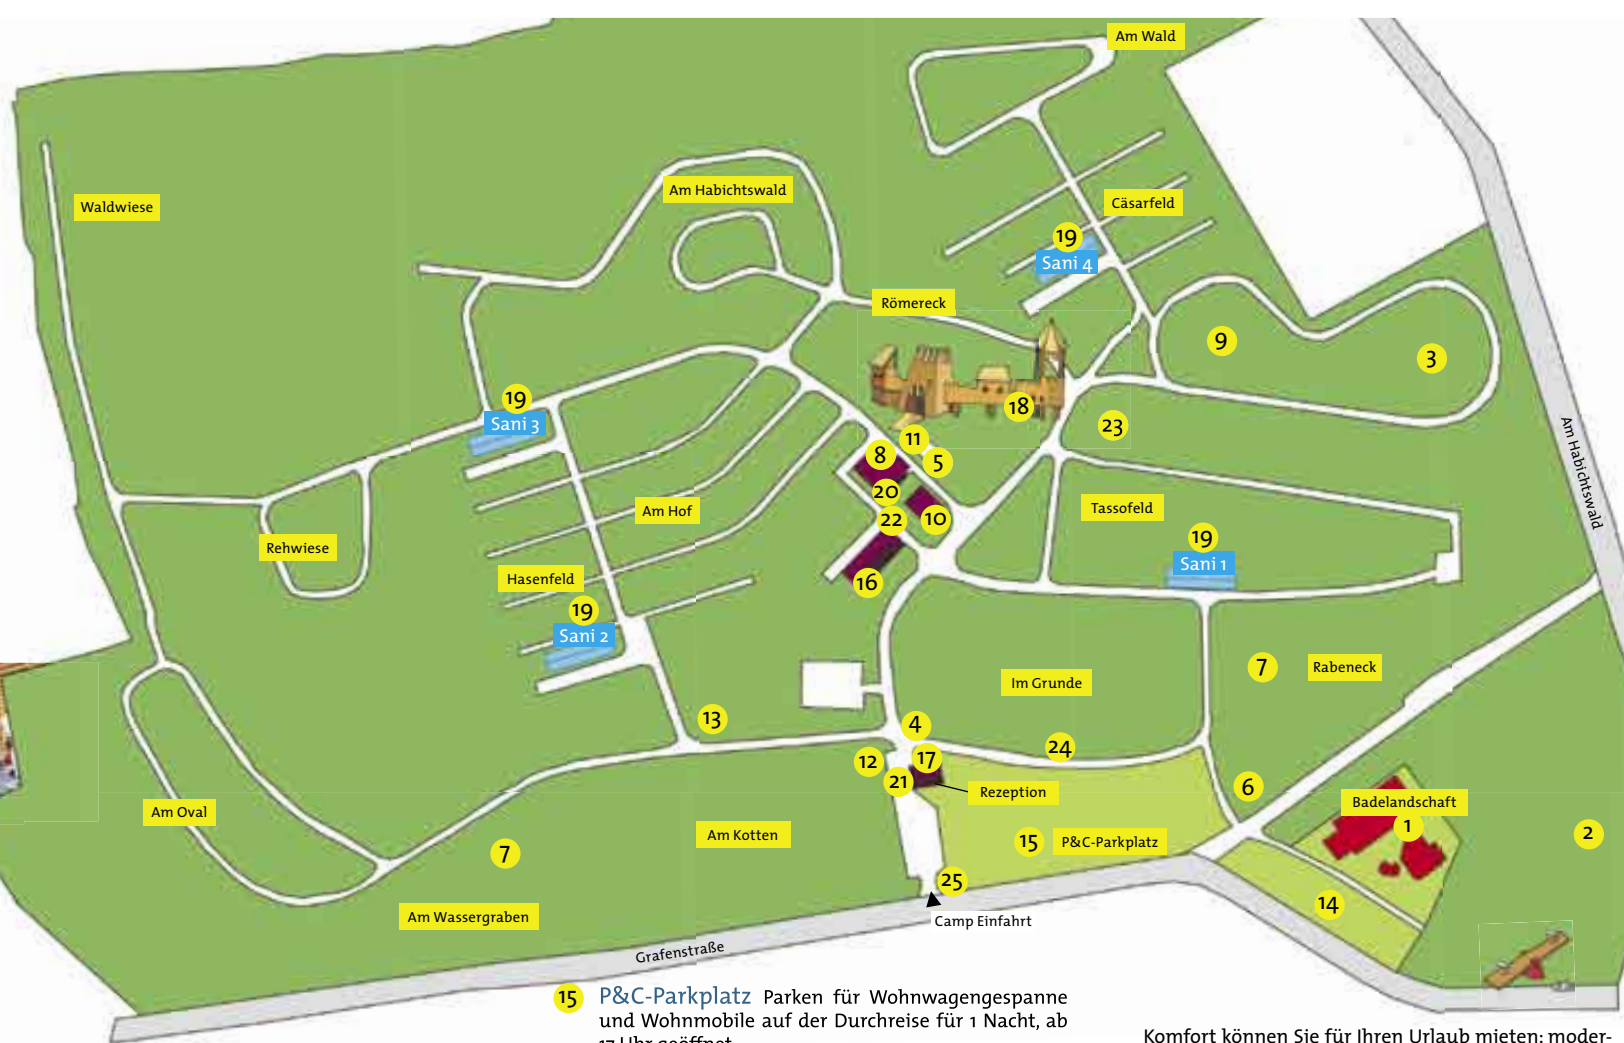 Am Wald
Waldwiese
Am Habichtswald
Cäsarfeld
19
Sani 4
Römereck
9
3
18
19
Sani 3
23
11
8
5
Am Habichtswald
20
10
22
Am Hof
Tassofeld
Rehwiese
19
Sani 1
Hasenfeld
16
19
Sani 2
7
Rabeneck
Im Grunde
13
4
24
12
17
21
Rezeption
6
Badelandschaft
1
2
Am Oval
7
Am Kotten
15
P&C-Parkplatz
25
14
Am Wassergraben
Camp Einfahrt
Grafenstraße
15 P&C-Parkplatz Parken für Wohnwagengespanne
und Wohnmobile auf der Durchreise für 1 Nacht, ab
17 Uhr geöffnet
Komfort können Sie für Ihren Urlaub mieten: moder-